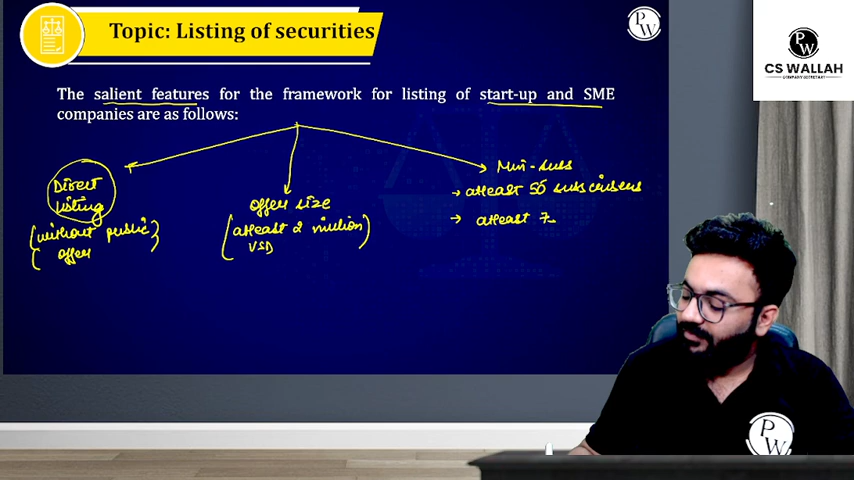 Topic: Listing of securities
CS WALLAH
COMPANY SECRETARY
The salient features for the framework for listing of start-up and SME
companies are as follows:
Direct
Listing
(without public
offer)
offer size
(atleast 2 million
USD)
Min-subs
→ atleast 50 subscribers
→ atleast 7
P
W